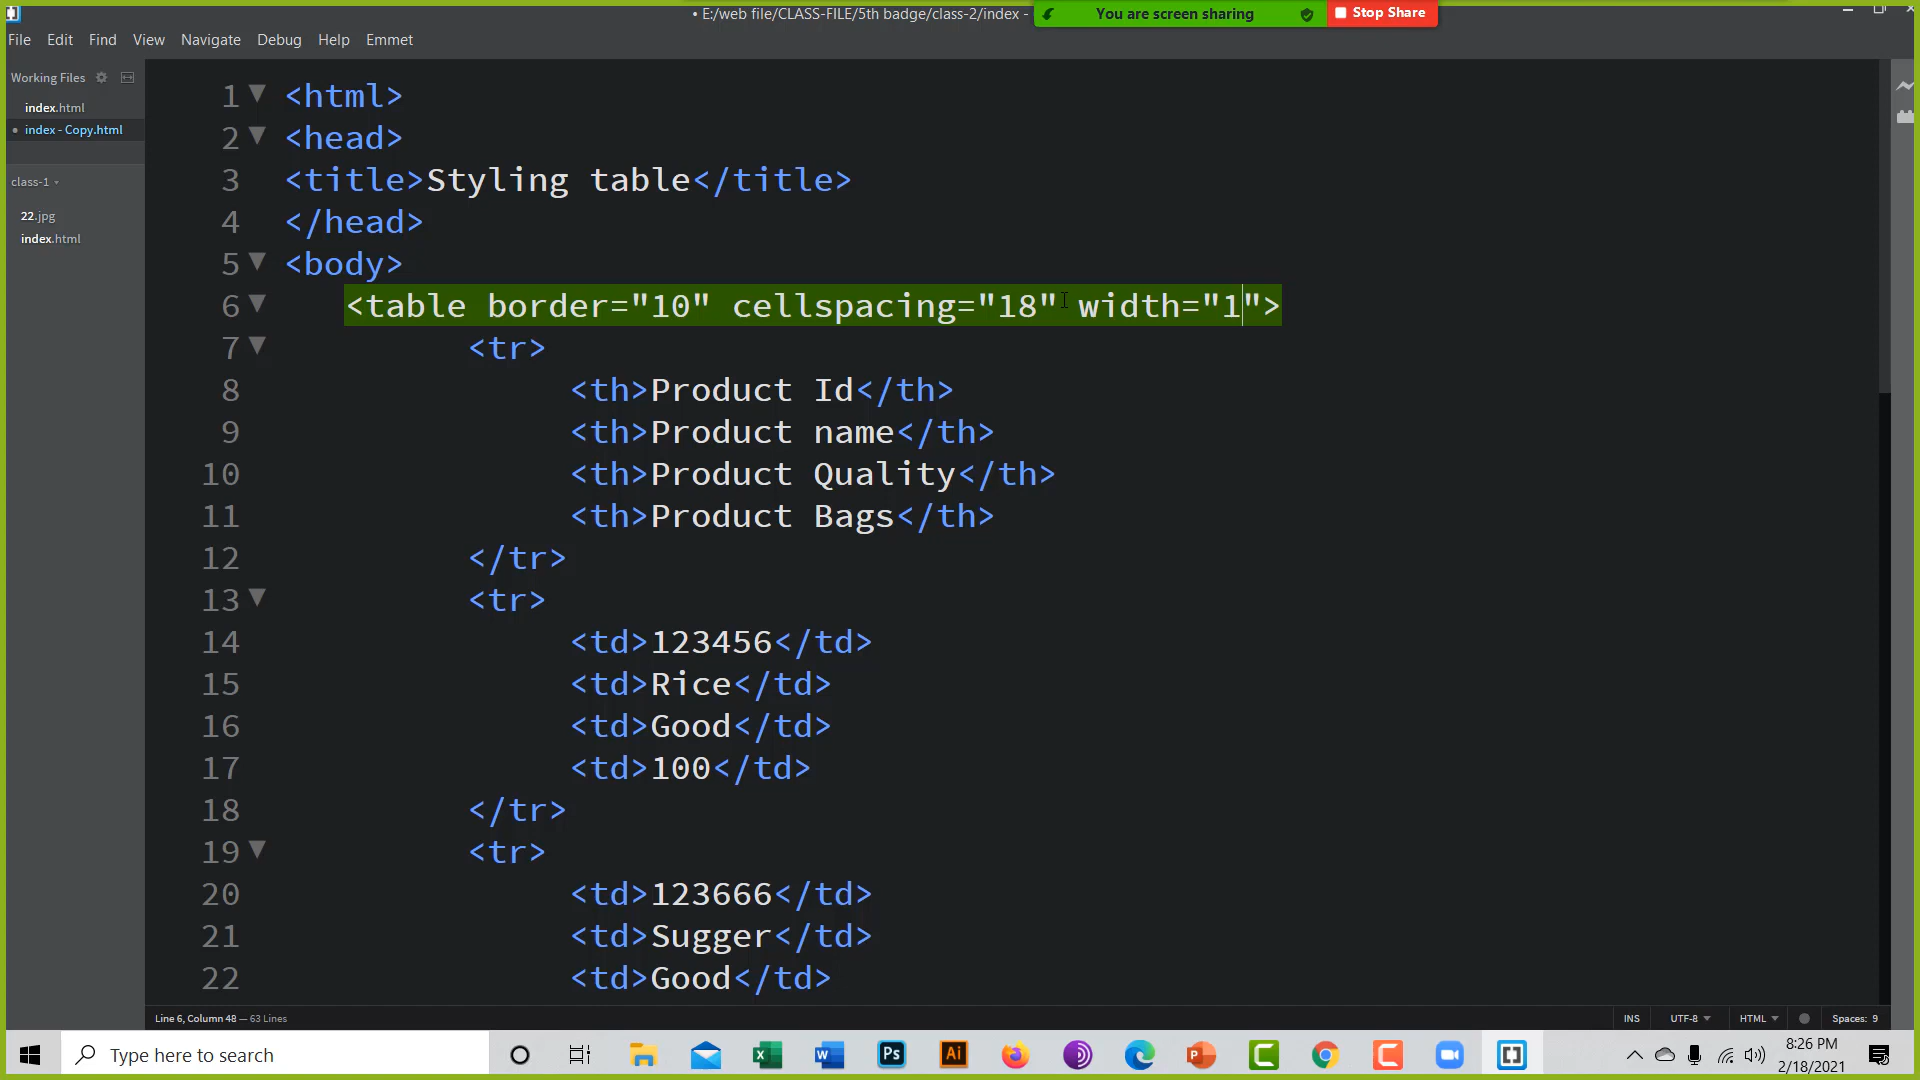 • E:/web file/CLASS-FILE/5th badge/class-2/index -
You are screen sharing
Stop Share
File Edit Find View Navigate Debug Help Emmet
Working Files
index.html
• index - Copy.html
class-1
22.jpg
index.html
1 <html>
2 <head>
3 <title>Styling table</title>
4 </head>
5 <body>
6 <table border="10" cellspacing="18" width="1">
7 <tr>
8 <th>Product Id</th>
9 <th>Product name</th>
10 <th>Product Quality</th>
11 <th>Product Bags</th>
12 </tr>
13 <tr>
14 <td>123456</td>
15 <td>Rice</td>
16 <td>Good</td>
17 <td>100</td>
18 </tr>
19 <tr>
20 <td>123666</td>
21 <td>Sugger</td>
22 <td>Good</td>
Line 6, Column 48 — 63 Lines
INS UTF-8 HTML Spaces: 9
Type here to search
Ps
Ai
8:26 PM
2/18/2021